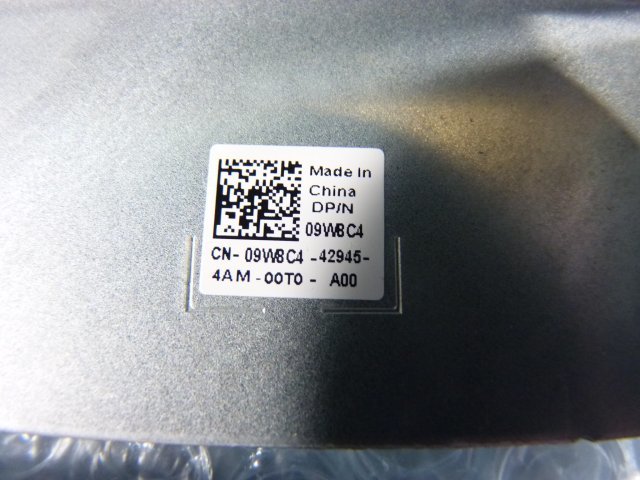 Made In
China
DP/N
09W8C4
CN- 09W8C4 -42945-
4AM -00T0 - A00